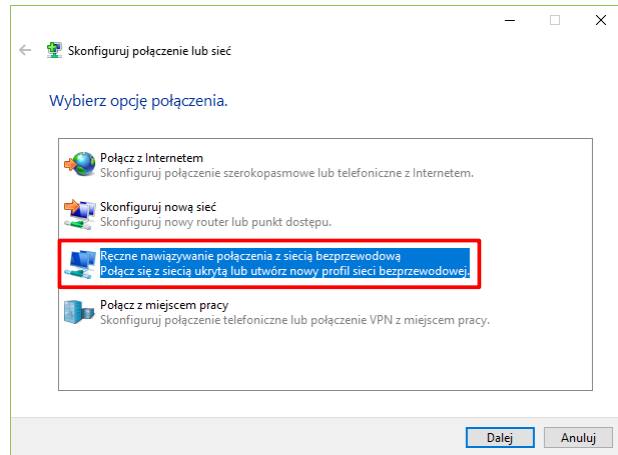 Skonfiguruj połączenie lub sieć
Wybierz opcję połączenia.
Połącz z Internetem
Skonfiguruj połączenie szerokopasmowe lub telefoniczne z Internetem.
Skonfiguruj nową sieć
Skonfiguruj nowy router lub punkt dostępu.
Ręczne nawiązywanie połączenia z siecią bezprzewodową
Połącz się z siecią ukrytą lub utwórz nowy profil sieci bezprzewodowej.
Połącz z miejscem pracy
Skonfiguruj połączenie telefoniczne lub połączenie VPN z miejscem pracy.
Dalej Anuluj